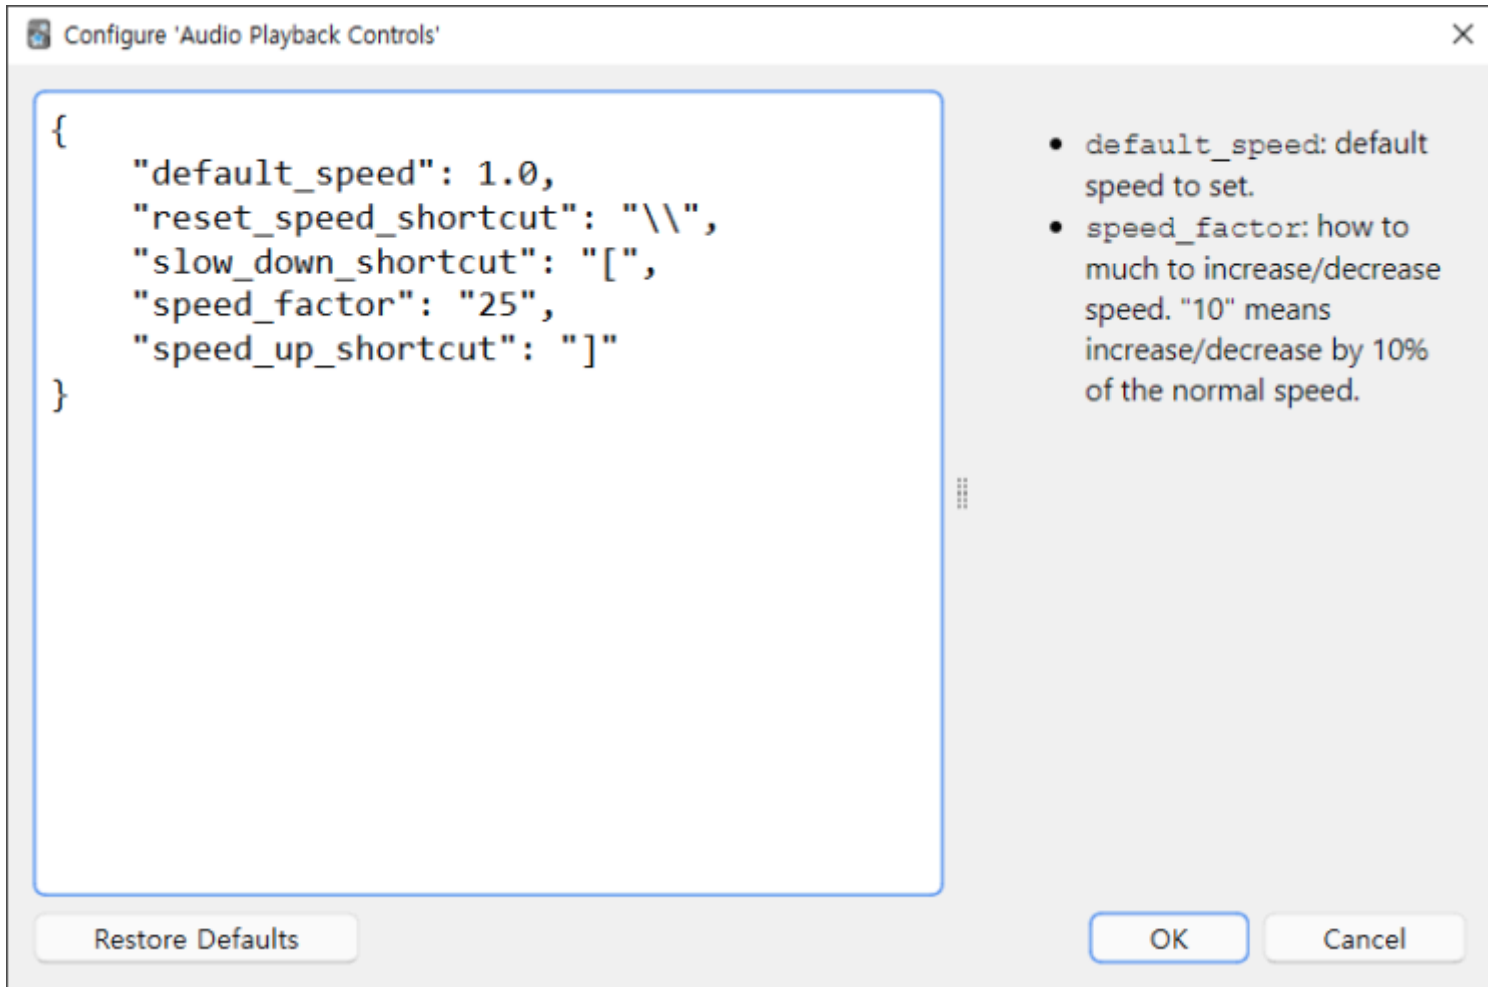 Configure 'Audio Playback Controls'
{
    "default_speed": 1.0,
    "reset_speed_shortcut": "\\",
    "slow_down_shortcut": "[",
    "speed_factor": "25",
    "speed_up_shortcut": "]"
}
• default_speed: default
speed to set.
• speed_factor: how to
much to increase/decrease
speed. "10" means
increase/decrease by 10%
of the normal speed.
Restore Defaults
OK
Cancel